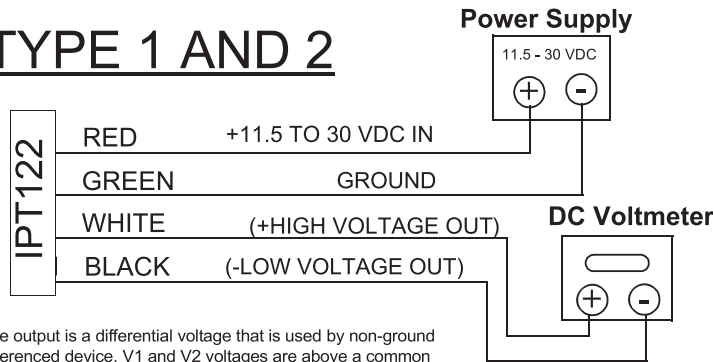 TYPE 1 AND 2
Power Supply
11.5 - 30 VDC
+ -
IPT122
RED +11.5 TO 30 VDC IN
GREEN GROUND
WHITE (+HIGH VOLTAGE OUT)
BLACK (-LOW VOLTAGE OUT)
DC Voltmeter
+ -
e output is a differential voltage that is used by non-ground
erenced device. V1 and V2 voltages are above a common